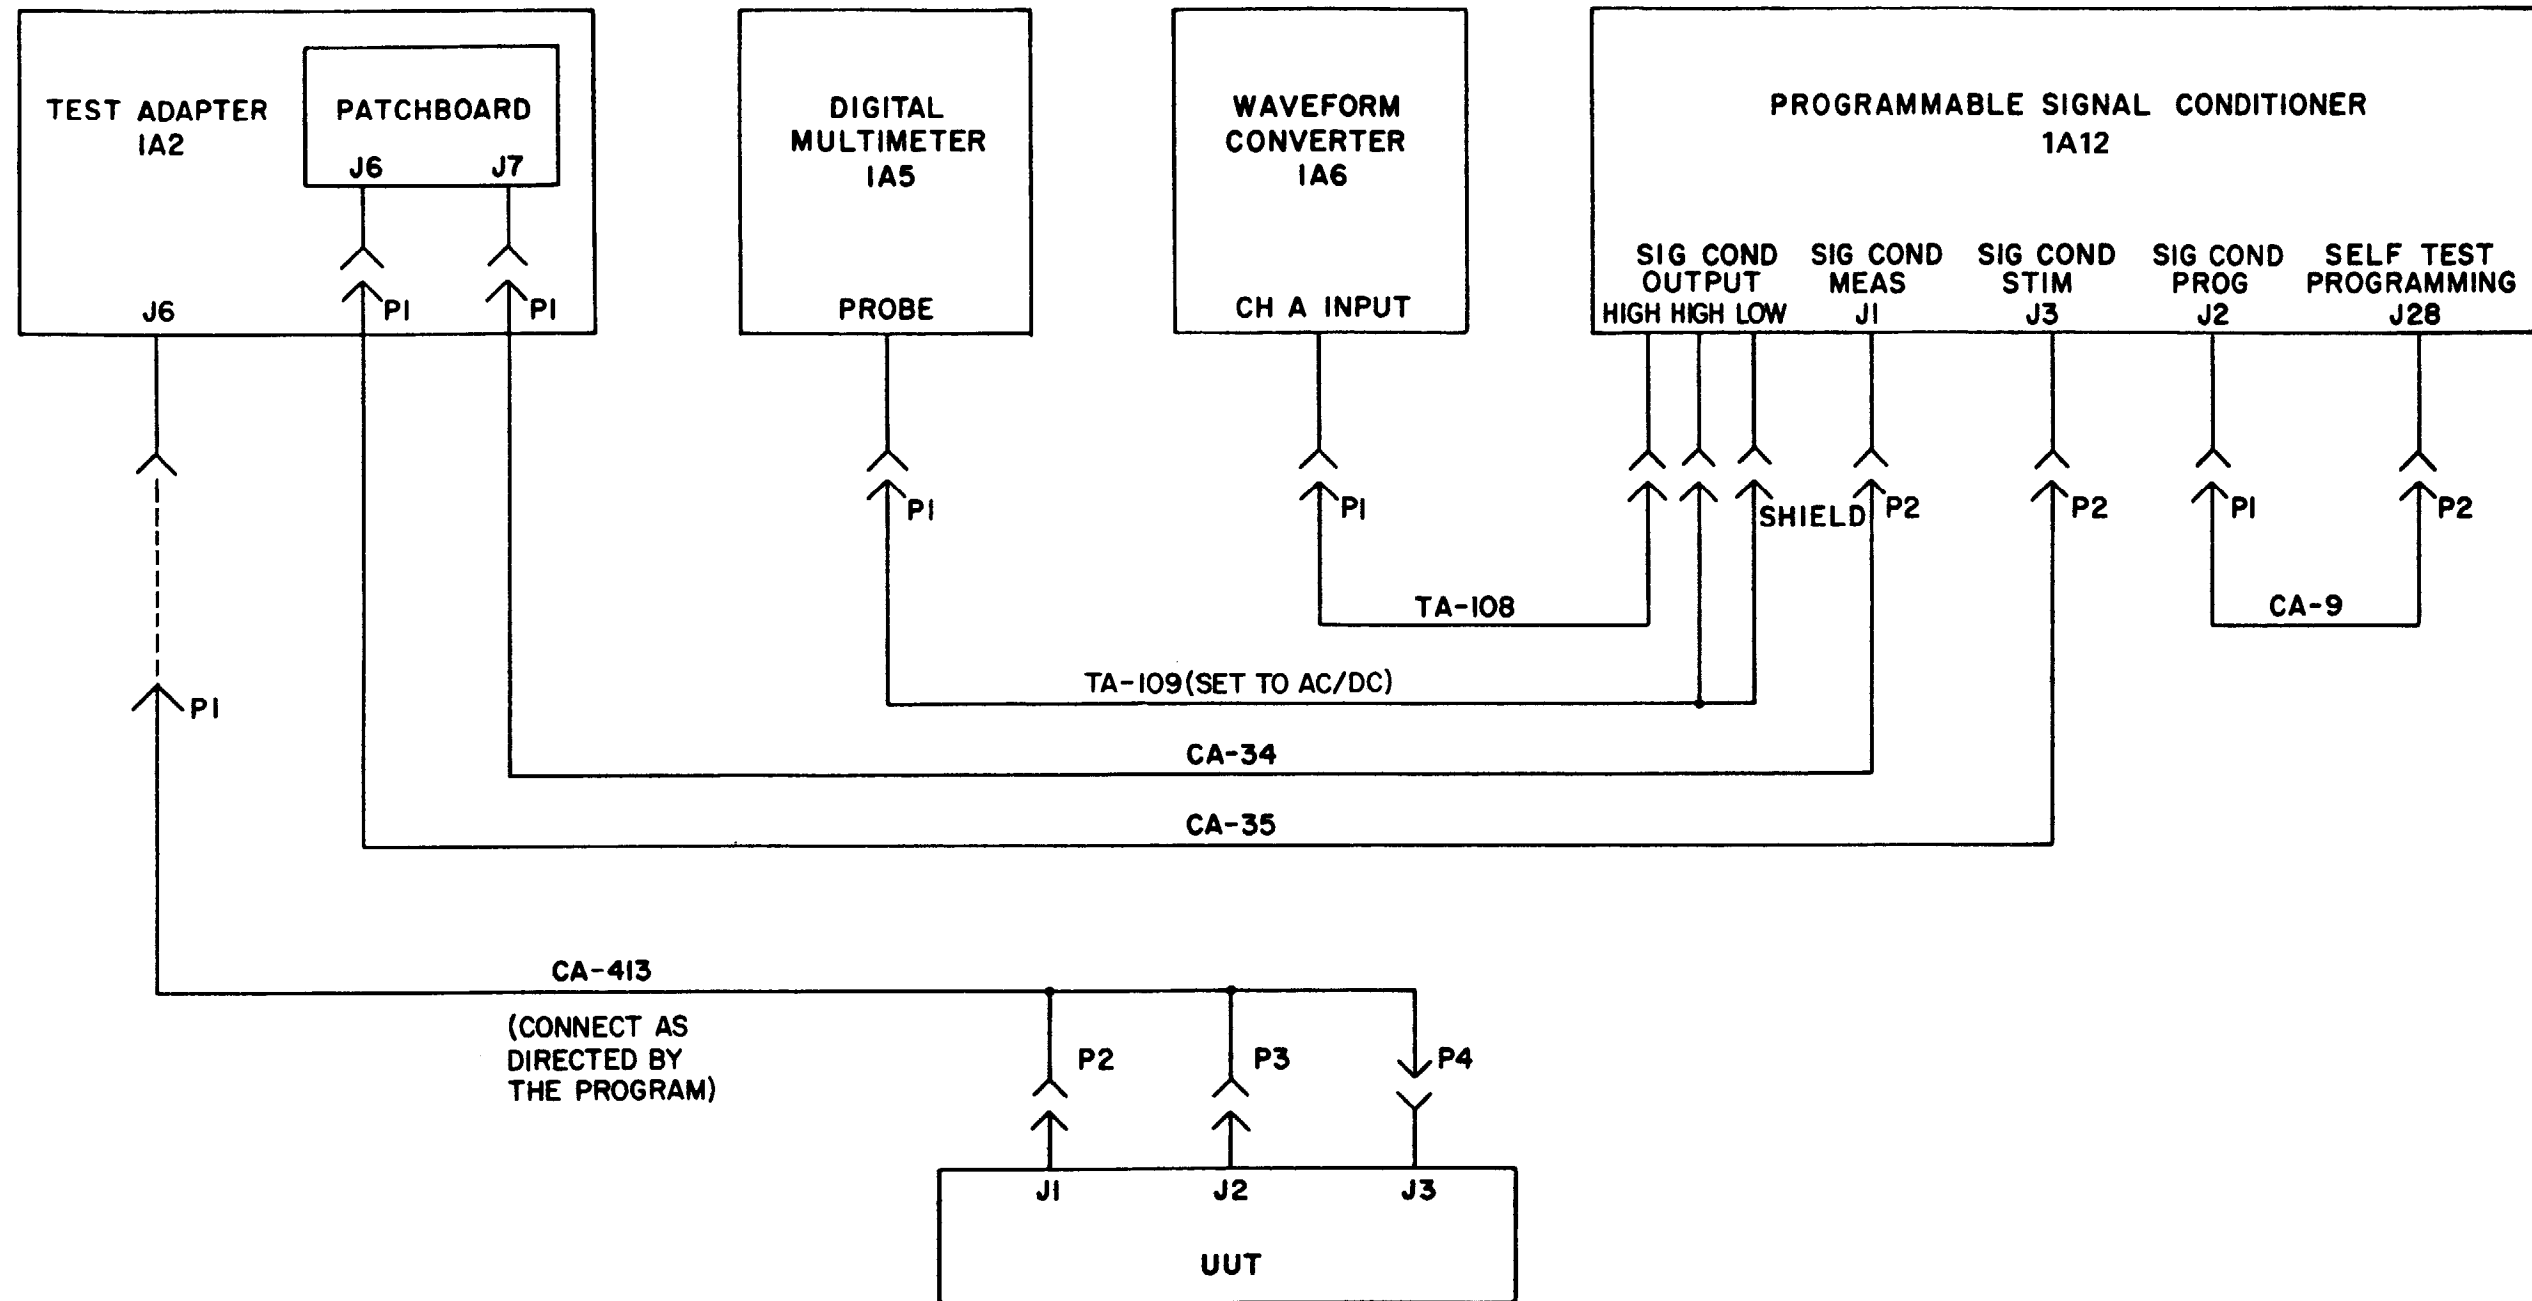 TEST ADAPTER
1A2
PATCHBOARD
J6
J7
P1
P1
J6
DIGITAL
MULTIMETER
1A5
PROBE
WAVEFORM
CONVERTER
1A6
CH A INPUT
PROGRAMMABLE SIGNAL CONDITIONER
1A12
SIG COND
OUTPUT
HIGH HIGH LOW
SIG COND
MEAS
J1
SIG COND
STIM
J3
SIG COND
PROG
J2
SELF TEST
PROGRAMMING
J28
P1
P1
SHIELD
P2
P2
P1
P2
TA-108
CA-9
TA-109(SET TO AC/DC)
P1
CA-34
CA-35
CA-413
(CONNECT AS
DIRECTED BY
THE PROGRAM)
P2
P3
P4
J1
J2
J3
UUT